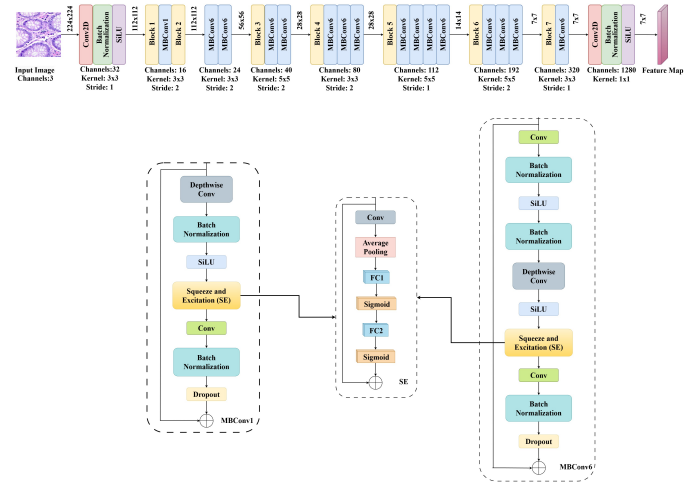 224x224
Conv2D
Batch
Normalization
SiLU
112x112
Block 1
MBConv1
112x112
Block 2
MBConv6
MBConv6
56x56
Block 3
MBConv6
MBConv6
28x28
Block 4
MBConv6
MBConv6
MBConv6
28x28
Block 5
MBConv6
MBConv6
MBConv6
MBConv6
14x14
Block 6
MBConv6
MBConv6
MBConv6
7x7
Block 7
MBConv6
7x7
Conv2D
Batch
Normalization
SiLU
7x7
Input Image
Channels:3
Channels:32
Kernel: 3x3
Stride: 1
Channels: 16
Kernel: 3x3
Stride: 2
Channels: 24
Kernel: 3x3
Stride: 2
Channels: 40
Kernel: 5x5
Stride: 2
Channels: 80
Kernel: 3x3
Stride: 2
Channels: 112
Kernel: 5x5
Stride: 1
Channels: 192
Kernel: 5x5
Stride: 2
Channels: 320
Kernel: 3x3
Stride: 1
Channels: 1280
Kernel: 1x1
Feature Map
Depthwise
Conv
Batch
Normalization
SiLU
Squeeze and
Excitation (SE)
Conv
Batch
Normalization
Dropout
MBConv1
Conv
Average
Pooling
FC1
Sigmoid
FC2
Sigmoid
SE
Conv
Batch
Normalization
SiLU
Batch
Normalization
Depthwise
Conv
SiLU
Squeeze and
Excitation (SE)
Conv
Batch
Normalization
Dropout
MBConv6